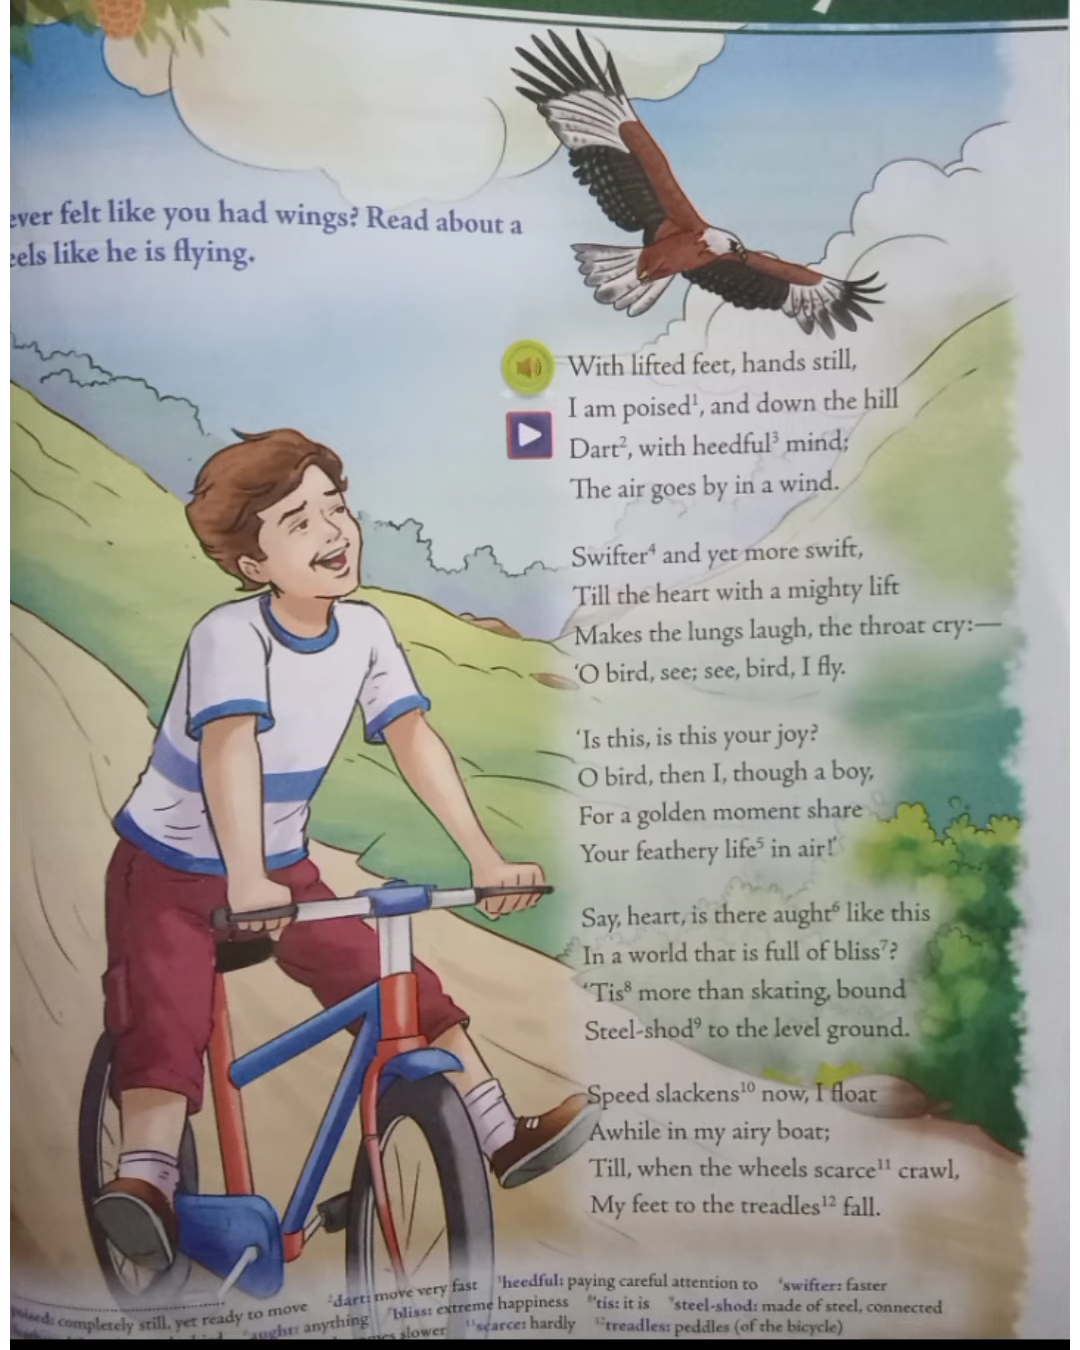 ever felt like you had wings? Read about a
eels like he is flying.
With lifted feet, hands still,
I am poised¹, and down the hill
Dart², with heedful³ mind;
The air goes by in a wind.
Swifter⁴ and yet more swift,
Till the heart with a mighty lift
Makes the lungs laugh, the throat cry:—
‘O bird, see; see, bird, I fly.
‘Is this, is this your joy?
O bird, then I, though a boy,
For a golden moment share
Your feathery life⁵ in air!’
Say, heart, is there aught⁶ like this
In a world that is full of bliss⁷?
‘Tis⁸ more than skating, bound
Steel-shod⁹ to the level ground.
Speed slackens¹⁰ now, I float
Awhile in my airy boat;
Till, when the wheels scarce¹¹ crawl,
My feet to the treadles¹² fall.
poised: completely still, yet ready to move ²dart: move very fast ³heedful: paying careful attention to ⁴swifter: faster
⁶aught: anything ⁷bliss: extreme happiness ⁸'tis: it is ⁹steel-shod: made of steel, connected
slower ¹¹scarce: hardly ¹²treadles: peddles (of the bicycle)